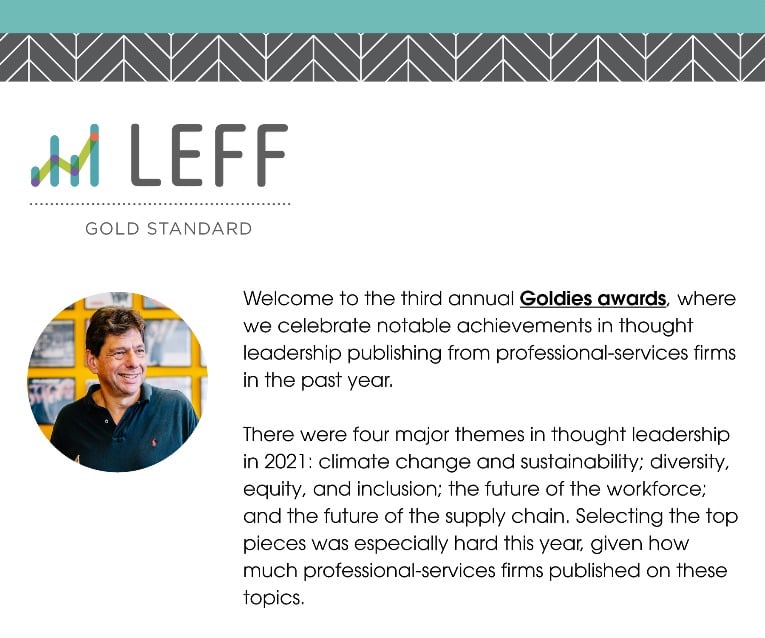 LEFF
GOLD STANDARD
Welcome to the third annual Goldies awards, where
we celebrate notable achievements in thought
leadership publishing from professional-services firms
in the past year.
There were four major themes in thought leadership
in 2021: climate change and sustainability; diversity,
equity, and inclusion; the future of the workforce;
and the future of the supply chain. Selecting the top
pieces was especially hard this year, given how
much professional-services firms published on these
topics.